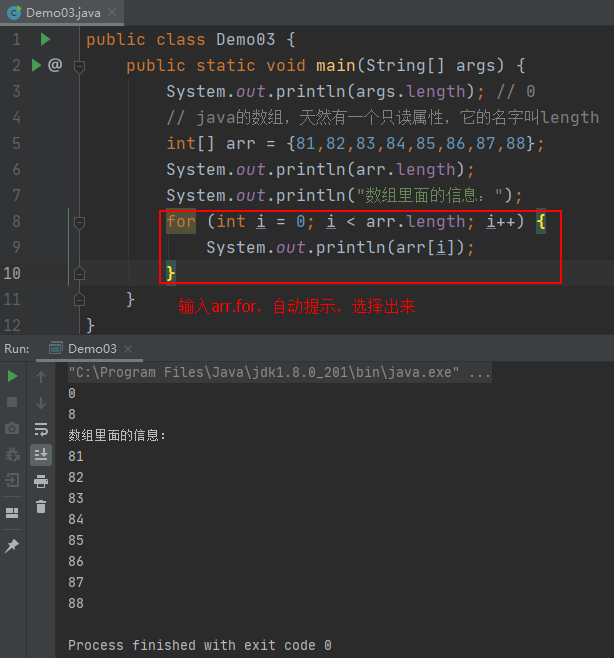 Demo03.java
1 public class Demo03 {
2 @ public static void main(String[] args) {
3 System.out.println(args.length); // 0
4 // java的数组，天然有一个只读属性，它的名字叫length
5 int[] arr = {81,82,83,84,85,86,87,88};
6 System.out.println(arr.length);
7 System.out.println("数组里面的信息：");
8 for (int i = 0; i < arr.length; i++) {
9 System.out.println(arr[i]);
10 }
11 }
输入arr.for，自动提示，选择出来
12 }
Run: Demo03
"C:\Program Files\Java\jdk1.8.0_201\bin\java.exe" ...
0
8
数组里面的信息：
81
82
83
84
85
86
87
88
Process finished with exit code 0